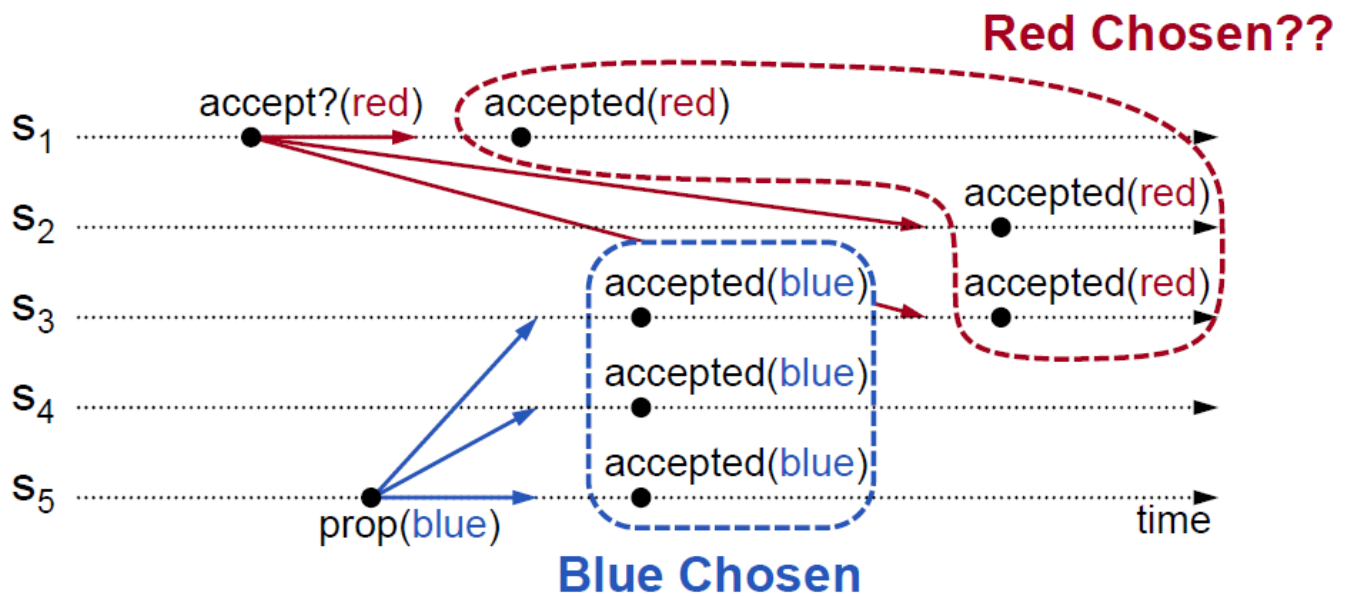 Red Chosen??
accept?(red) accepted(red)
s1
accepted(red)
s2
accepted(blue) accepted(red)
s3
accepted(blue)
s4
accepted(blue)
s5
prop(blue) time
Blue Chosen